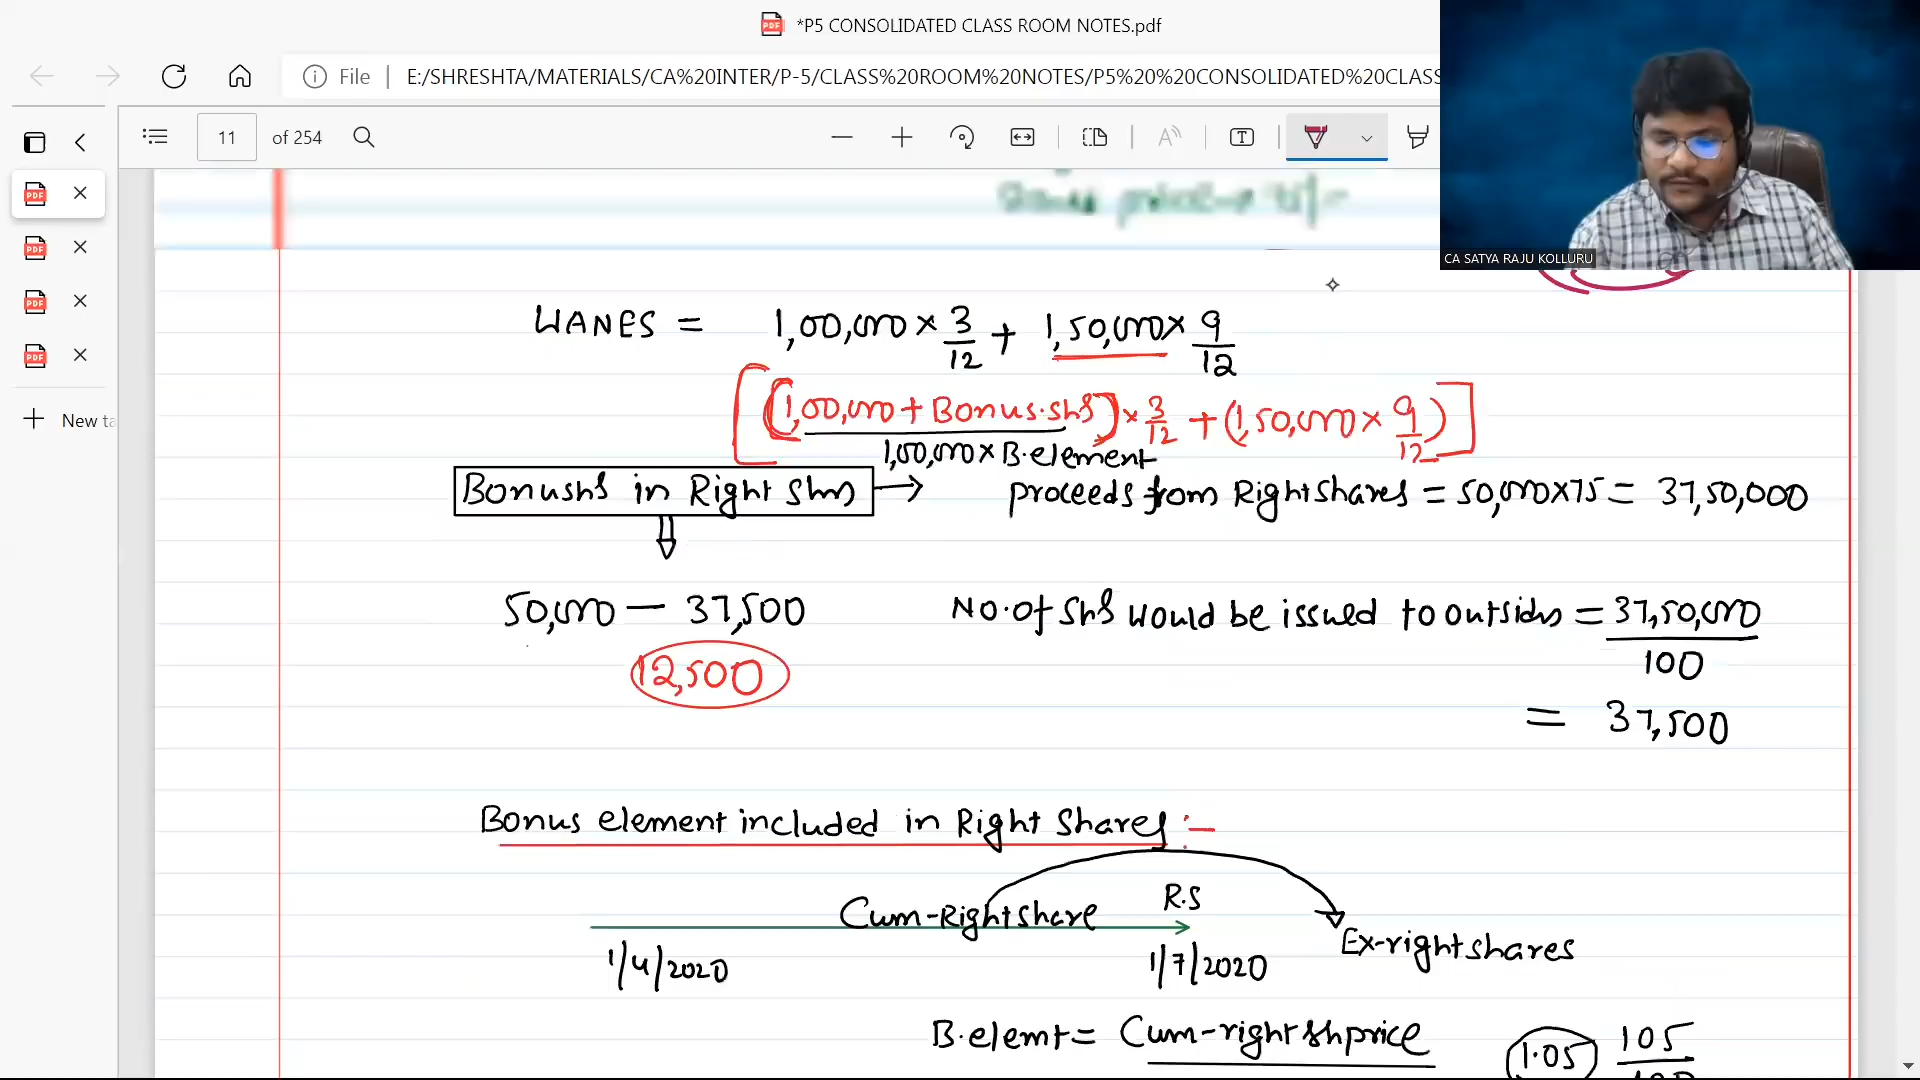 *P5 CONSOLIDATED CLASS ROOM NOTES.pdf
File E:/SHRESHTA/MATERIALS/CA%20INTER/P-5/CLASS%20ROOM%20NOTES/P5%20%20CONSOLIDATED%20CLASS
11 of 254
New ta
CA SATYA RAJU KOLLURU
WANES = 1,00,000 × 3/12 + 1,50,000 × 9/12
[(1,00,000 + Bonus.shs) × 3/12 + (1,50,000 × 9/12)]
1,00,000 × B.element
Bonus shs in Right Shs → proceeds from Right shares = 50,000 × 75 = 37,50,000
50,000 — 37,500 No. of Shs would be issued to outsides = 37,50,000/100
12,500
= 37,500
Bonus element included in Right Shares :-
Cum-Right share R.S
1/4/2020 1/7/2020 Ex-right shares
B.elemt = Cum-right sh price 1.05 105